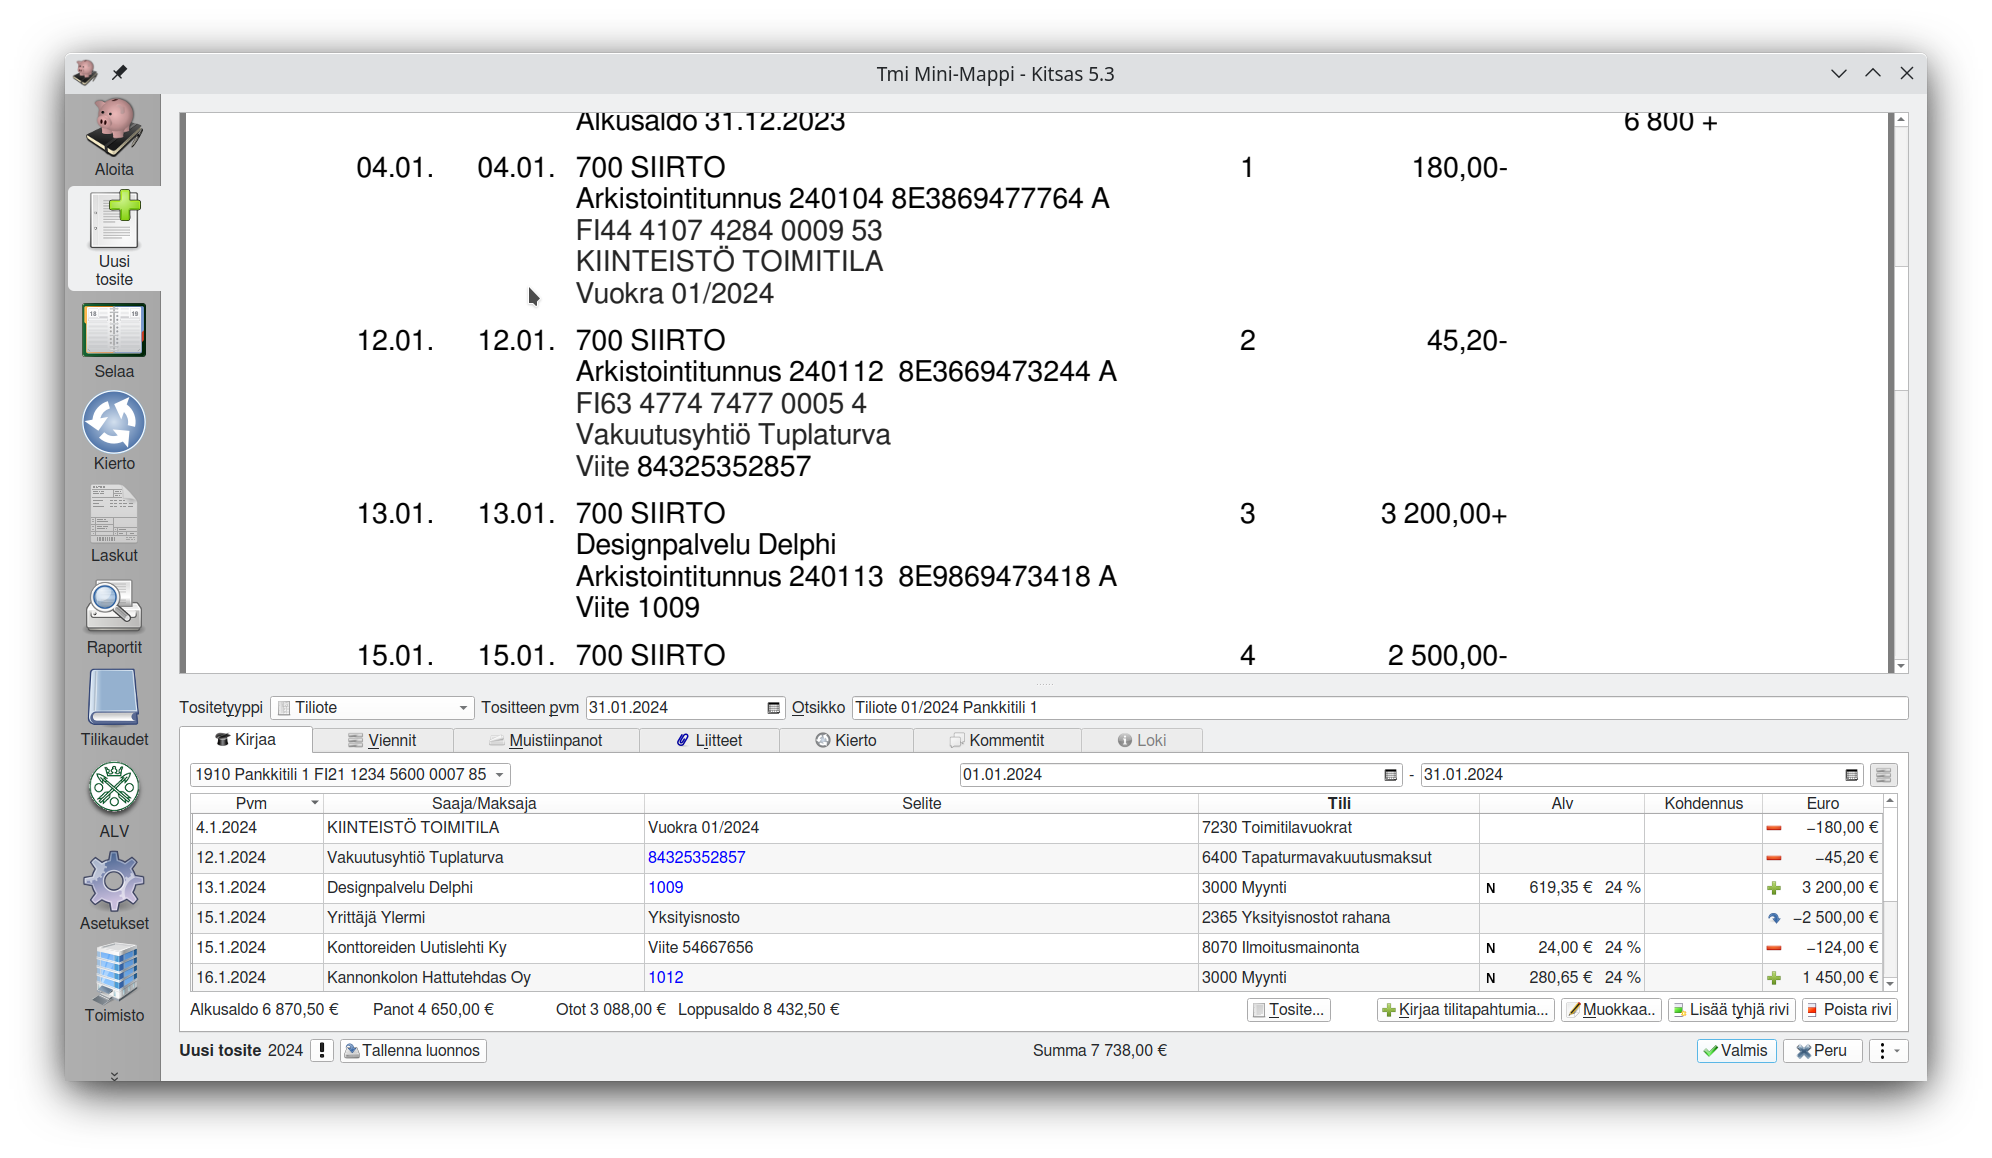 Tmi Mini-Mappi - Kitsas 5.3
Aloita
Uusi
tosite
Selaa
Kierto
Laskut
Raportit
Tilikaudet
ALV
Asetukset
Toimisto
Alkusaldo 31.12.2023 6 800 +
04.01. 04.01. 700 SIIRTO 1 180,00-
Arkistointitunnus 240104 8E3869477764 A
FI44 4107 4284 0009 53
KIINTEISTÖ TOIMITILA
Vuokra 01/2024
12.01. 12.01. 700 SIIRTO 2 45,20-
Arkistointitunnus 240112 8E3669473244 A
FI63 4774 7477 0005 4
Vakuutusyhtiö Tuplaturva
Viite 84325352857
13.01. 13.01. 700 SIIRTO 3 3 200,00+
Designpalvelu Delphi
Arkistointitunnus 240113 8E9869473418 A
Viite 1009
15.01. 15.01. 700 SIIRTO 4 2 500,00-
Tositetyyppi Tiliote Tositteen pvm 31.01.2024 Otsikko Tiliote 01/2024 Pankkitili 1
Kirjaa Viennit Muistiinpanot Liitteet Kierto Kommentit Loki
1910 Pankkitili 1 FI21 1234 5600 0007 85 01.01.2024 - 31.01.2024
Pvm Saaja/Maksaja Selite Tili Alv Kohdennus Euro
4.1.2024 KIINTEISTÖ TOIMITILA Vuokra 01/2024 7230 Toimitilavuokrat −180,00 €
12.1.2024 Vakuutusyhtiö Tuplaturva 84325352857 6400 Tapaturmavakuutusmaksut −45,20 €
13.1.2024 Designpalvelu Delphi 1009 3000 Myynti N 619,35 € 24 % 3 200,00 €
15.1.2024 Yrittäjä Ylermi Yksityisnosto 2365 Yksityisnostot rahana −2 500,00 €
15.1.2024 Konttoreiden Uutislehti Ky Viite 54667656 8070 Ilmoitusmainonta N 24,00 € 24 % −124,00 €
16.1.2024 Kannonkolon Hattutehdas Oy 1012 3000 Myynti N 280,65 € 24 % 1 450,00 €
Alkusaldo 6 870,50 € Panot 4 650,00 € Otot 3 088,00 € Loppusaldo 8 432,50 € Tosite... Kirjaa tilitapahtumia... Muokkaa.. Lisää tyhjä rivi Poista rivi
Uusi tosite 2024 Tallenna luonnos Summa 7 738,00 € Valmis Peru